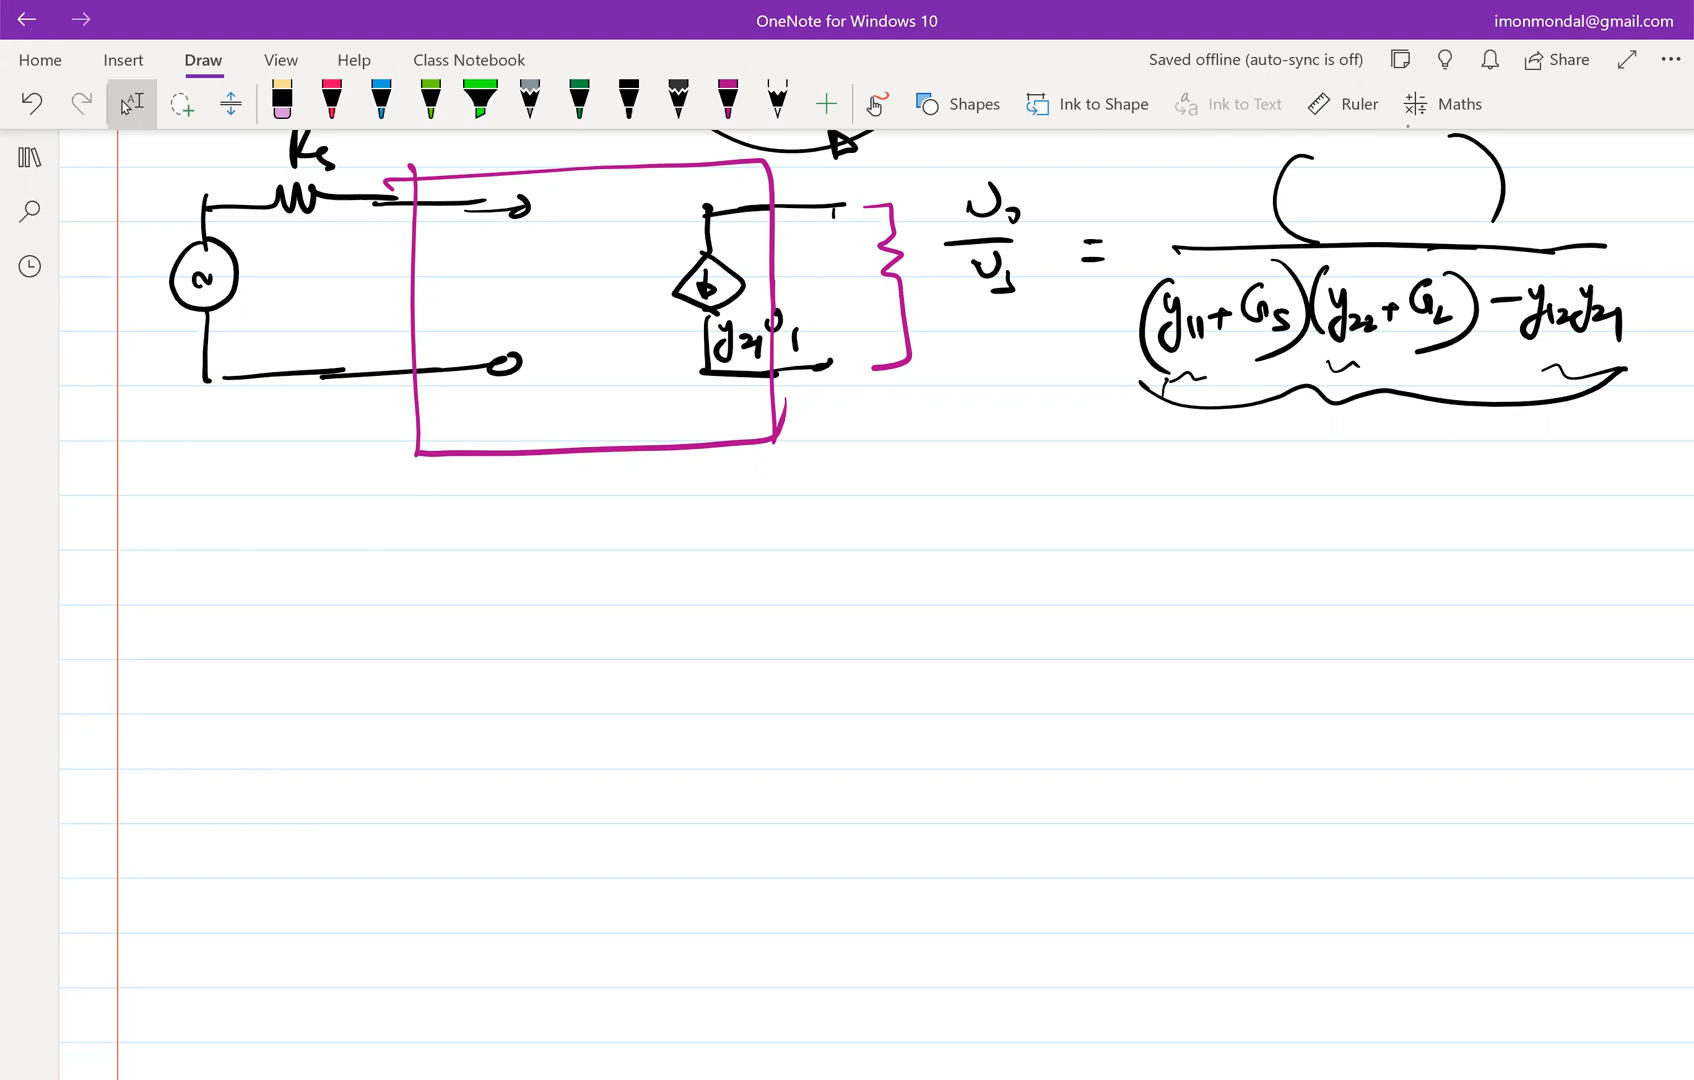 OneNote for Windows 10
imonmondal@gmail.com
Home Insert Draw View Help Class Notebook
Saved offline (auto-sync is off) Share
Shapes Ink to Shape Ink to Text Ruler Maths
Rs
y21 v1
vo/vs = ( ) / (y11+Gs)(y22+GL) - y12y21